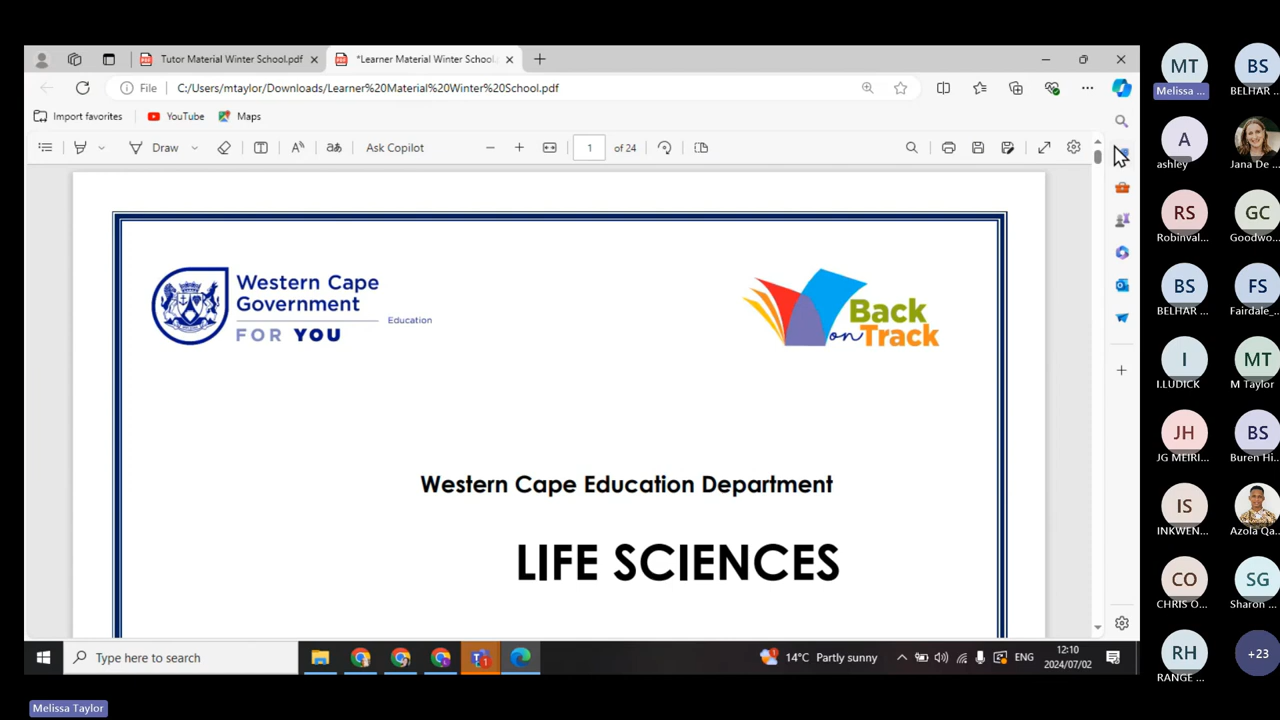 Tutor Material Winter School.pdf
*Learner Material Winter School.
File
C:/Users/mtaylor/Downloads/Learner%20Material%20Winter%20School.pdf
Import favorites
YouTube
Maps
Draw
Ask Copilot
1
of 24
Western Cape
Government
Education
FOR YOU
Back
on Track
Western Cape Education Department
LIFE SCIENCES
Type here to search
14°C Partly sunny
ENG
12:10
2024/07/02
Melissa Taylor
MT
Melissa ...
BS
BELHAR
A
ashley
Jana De ...
RS
Robinval...
GC
Goodwo...
BS
BELHAR
FS
Fairdale_...
I
I.LUDICK
MT
M Taylor
JH
JG MEIRI...
BS
Buren Hi...
IS
INKWEN...
Azola Qa...
CO
CHRIS O...
SG
Sharon ...
RH
RANGE ...
+23